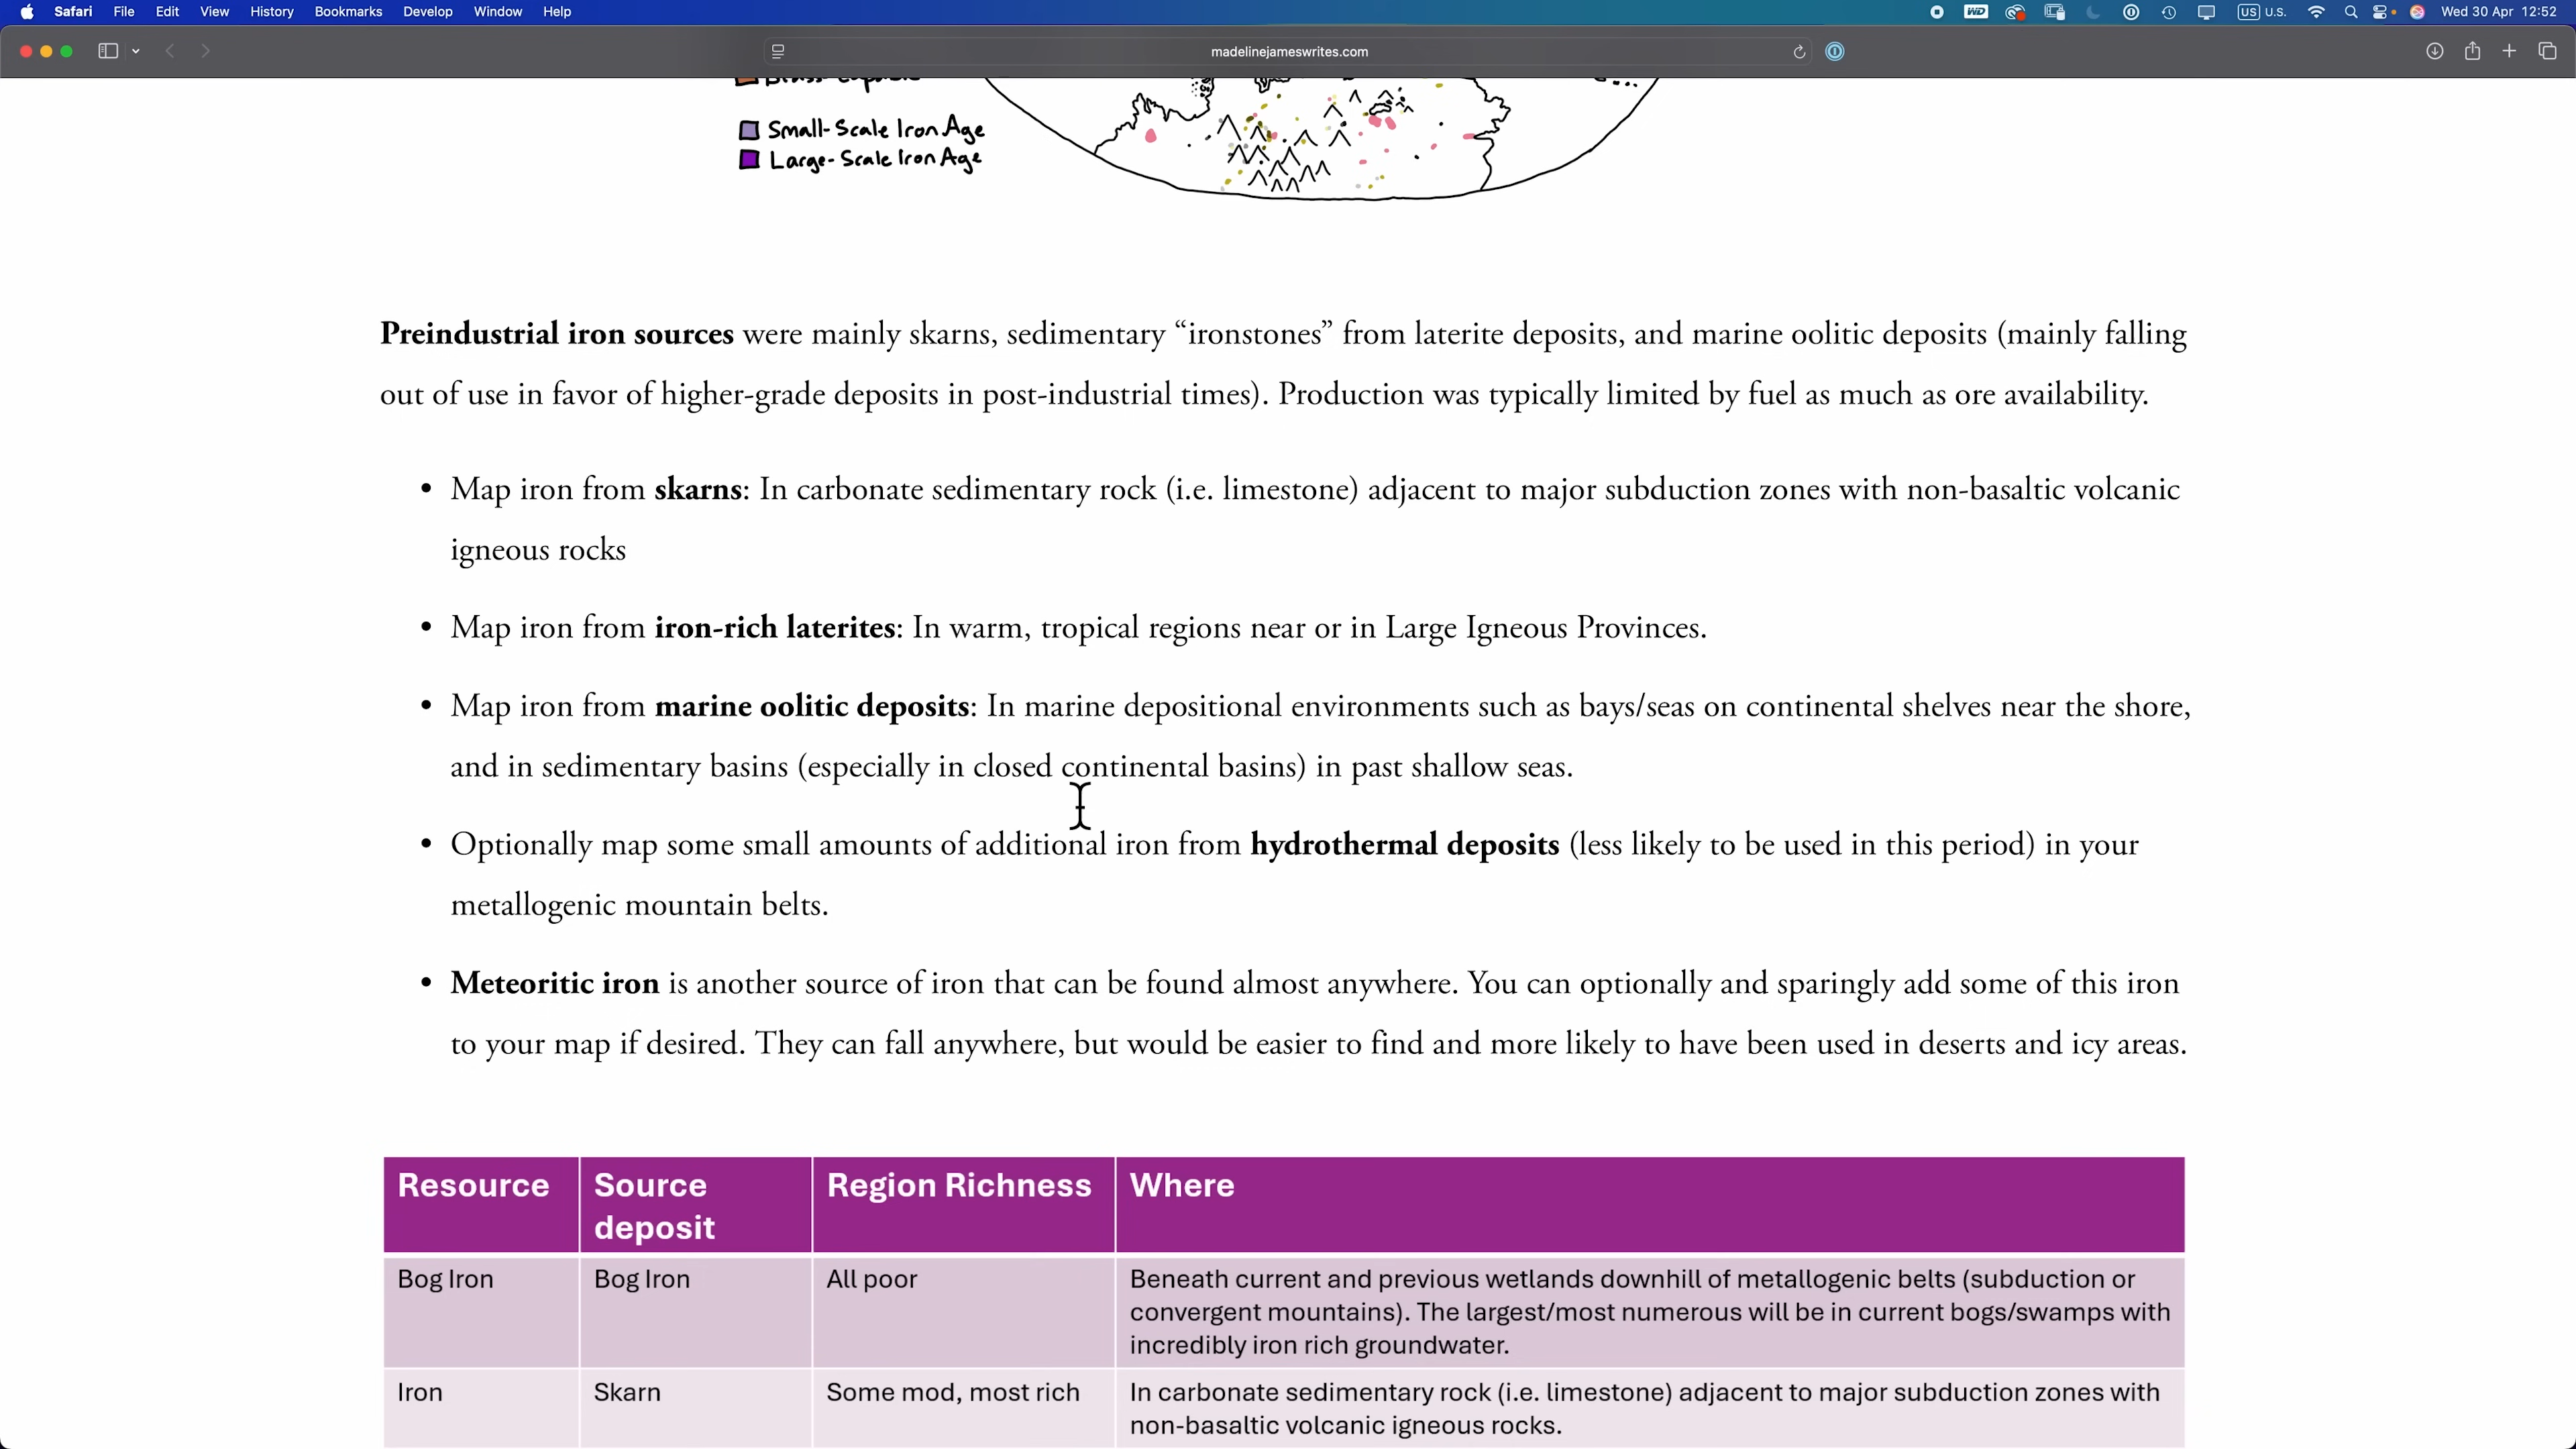 Safari File Edit View History Bookmarks Develop Window Help
WD US U.S. Wed 30 Apr 12:52
madelinejameswrites.com
Small-Scale Iron Age
Large-Scale Iron Age
Preindustrial iron sources were mainly skarns, sedimentary “ironstones” from laterite deposits, and marine oolitic deposits (mainly falling
out of use in favor of higher-grade deposits in post-industrial times). Production was typically limited by fuel as much as ore availability.
• Map iron from skarns: In carbonate sedimentary rock (i.e. limestone) adjacent to major subduction zones with non-basaltic volcanic
igneous rocks
• Map iron from iron-rich laterites: In warm, tropical regions near or in Large Igneous Provinces.
• Map iron from marine oolitic deposits: In marine depositional environments such as bays/seas on continental shelves near the shore,
and in sedimentary basins (especially in closed continental basins) in past shallow seas.
• Optionally map some small amounts of additional iron from hydrothermal deposits (less likely to be used in this period) in your
metallogenic mountain belts.
• Meteoritic iron is another source of iron that can be found almost anywhere. You can optionally and sparingly add some of this iron
to your map if desired. They can fall anywhere, but would be easier to find and more likely to have been used in deserts and icy areas.
Resource Source Region Richness Where
deposit
Bog Iron Bog Iron All poor Beneath current and previous wetlands downhill of metallogenic belts (subduction or
convergent mountains). The largest/most numerous will be in current bogs/swamps with
incredibly iron rich groundwater.
Iron Skarn Some mod, most rich In carbonate sedimentary rock (i.e. limestone) adjacent to major subduction zones with
non-basaltic volcanic igneous rocks.